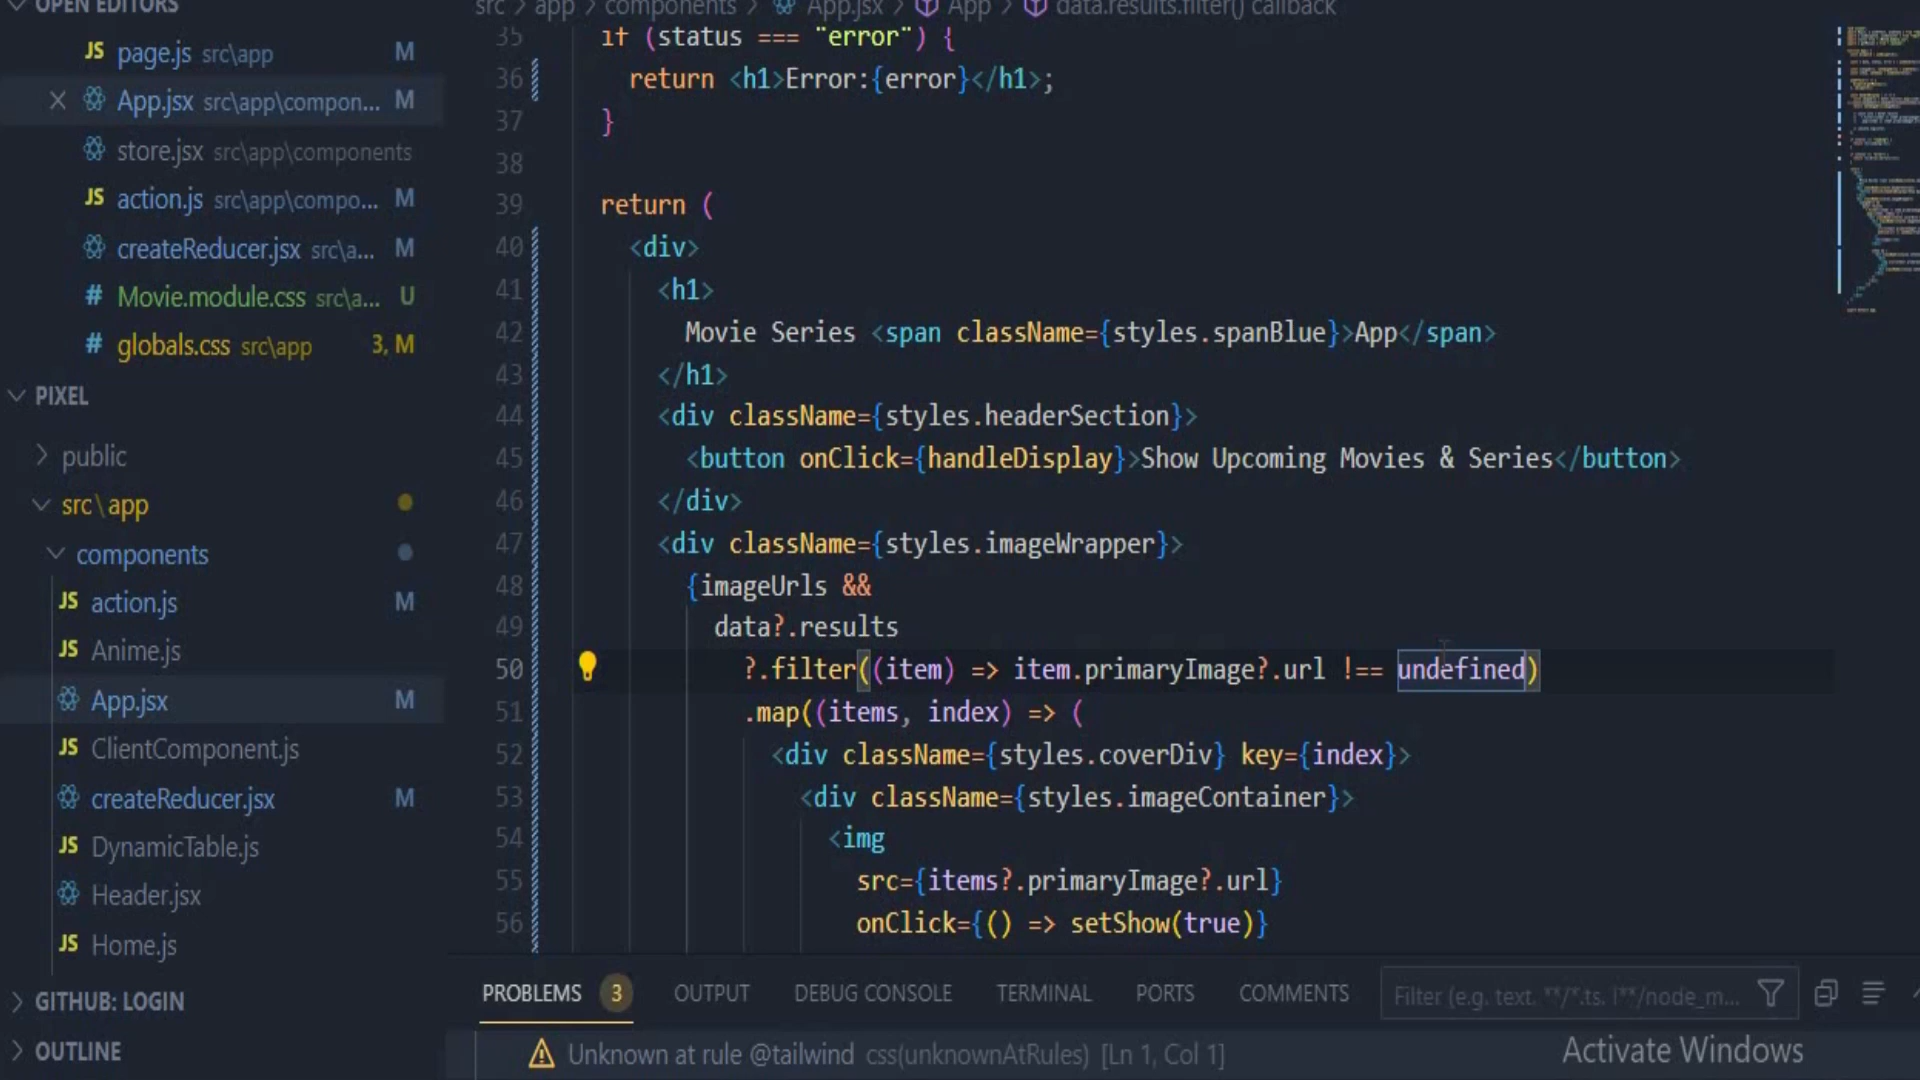 OPEN EDITORS
page.js src\app M
App.jsx src\app\compon... M
store.jsx src\app\components
action.js src\app\compo... M
createReducer.jsx src\a... M
Movie.module.css src\a... U
globals.css src\app 3, M
PIXEL
public
src\app
components
action.js M
Anime.js
App.jsx M
ClientComponent.js
createReducer.jsx M
DynamicTable.js
Header.jsx
Home.js
GITHUB: LOGIN
OUTLINE
src > app > components > App.jsx > App > data.results.filter() callback
35 if (status === "error") {
36 return <h1>Error:{error}</h1>;
37 }
38
39 return (
40 <div>
41 <h1>
42 Movie Series <span className={styles.spanBlue}>App</span>
43 </h1>
44 <div className={styles.headerSection}>
45 <button onClick={handleDisplay}>Show Upcoming Movies & Series</button>
46 </div>
47 <div className={styles.imageWrapper}>
48 {imageUrls &&
49 data?.results
50 ?.filter((item) => item.primaryImage?.url !== undefined)
51 .map((items, index) => (
52 <div className={styles.coverDiv} key={index}>
53 <div className={styles.imageContainer}>
54 <img
55 src={items?.primaryImage?.url}
56 onClick={() => setShow(true)}
PROBLEMS 3 OUTPUT DEBUG CONSOLE TERMINAL PORTS COMMENTS Filter (e.g. text, **/*.ts, !**/node_m...
Unknown at rule @tailwind css(unknownAtRules) [Ln 1, Col 1]
Activate Windows